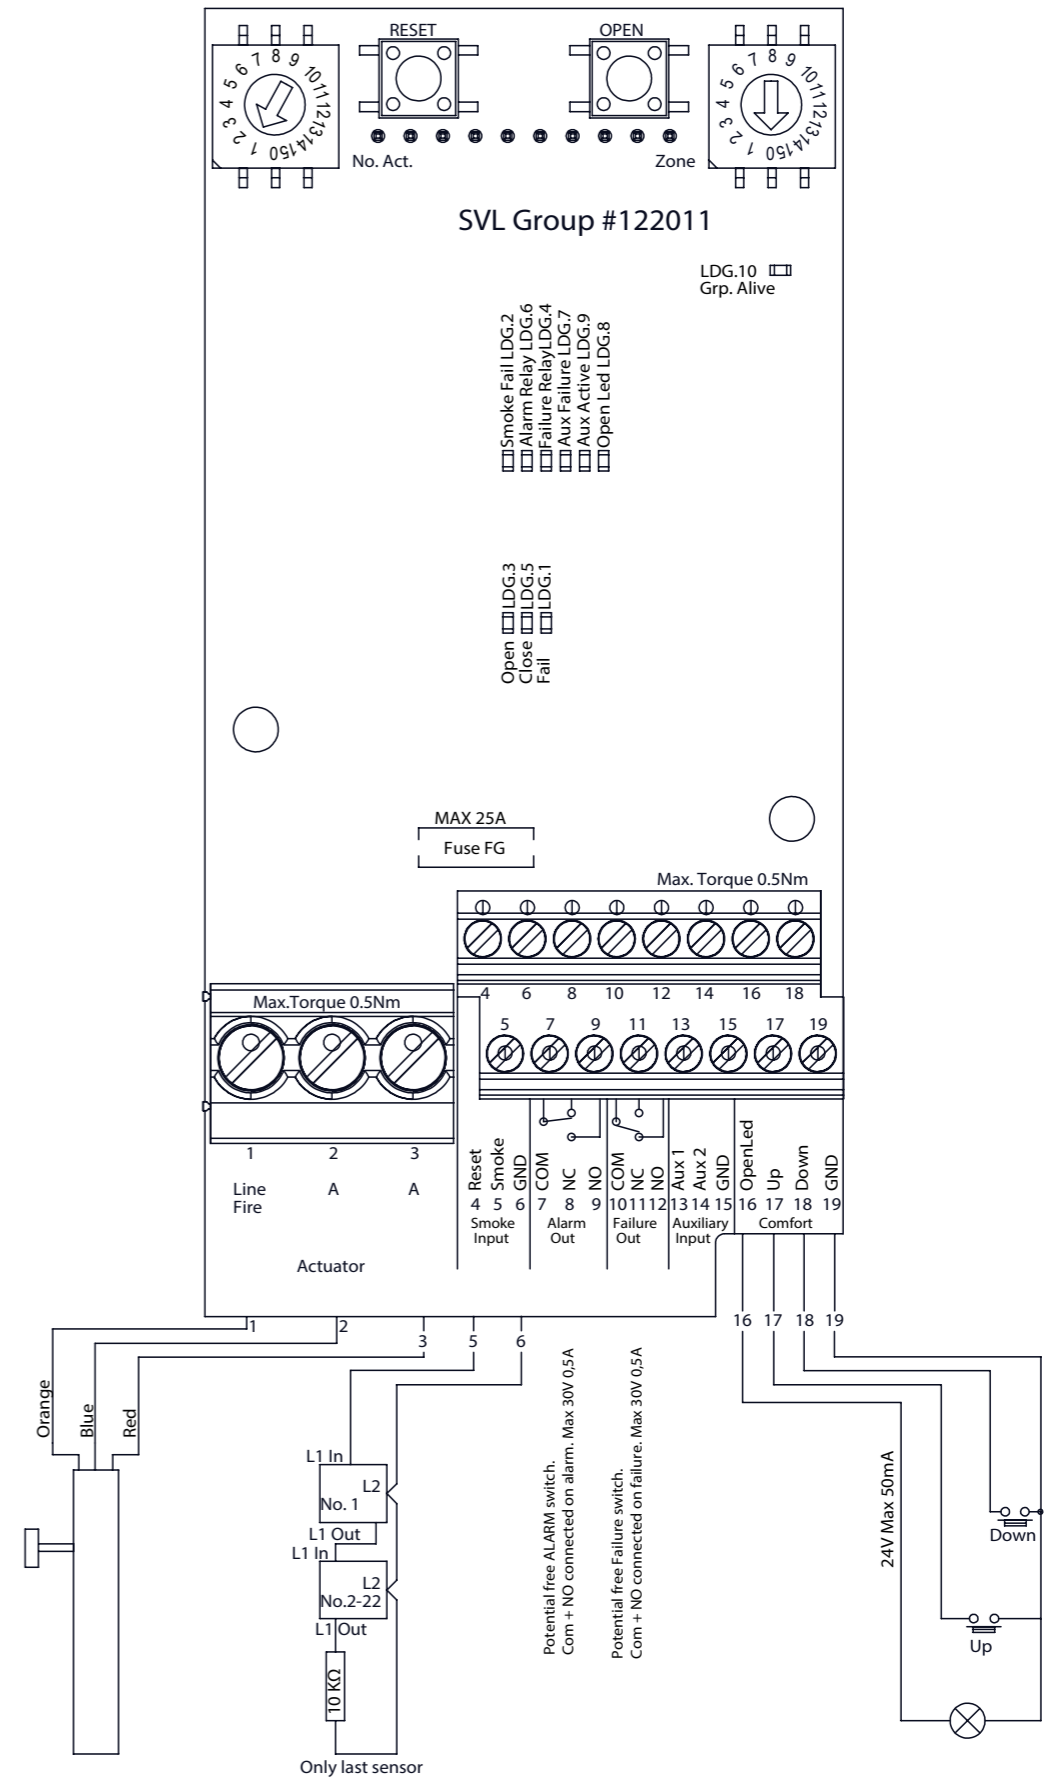 RESET
OPEN
0 1 2 3 4 5 6 7 8 9 10 11 12 13 14 15
0 1 2 3 4 5 6 7 8 9 10 11 12 13 14 15
No. Act.
Zone
SVL Group #122011
LDG.10
Grp. Alive
Smoke Fail LDG.2
Alarm Relay LDG.6
Failure RelayLDG.4
Aux Failure LDG.7
Aux Active LDG.9
Open Led LDG.8
Open LDG.3
Close LDG.5
Fail LDG.1
MAX 25A
Fuse FG
Max. Torque 0.5Nm
4 6 8 10 12 14 16 18
Max.Torque 0.5Nm
5 7 9 11 13 15 17 19
1 2 3
Line
Fire
A
A
Actuator
Reset
Smoke
GND
COM
NC
NO
COM
NC
NO
Aux 1
Aux 2
GND
OpenLed
Up
Down
GND
4 5 6 7 8 9 10 11 12 13 14 15 16 17 18 19
Smoke
Input
Alarm
Out
Failure
Out
Auxiliary
Input
Comfort
1 2 3 5 6
16 17 18 19
Orange
Blue
Red
L1 In
L2
No. 1
L1 Out
L1 In
L2
No.2-22
L1 Out
10 KΩ
Only last sensor
Potential free ALARM switch.
Com + NO connected on alarm. Max 30V 0,5A
Potential free Failure switch.
Com + NO connected on failure. Max 30V 0,5A
24V Max 50mA
Down
Up